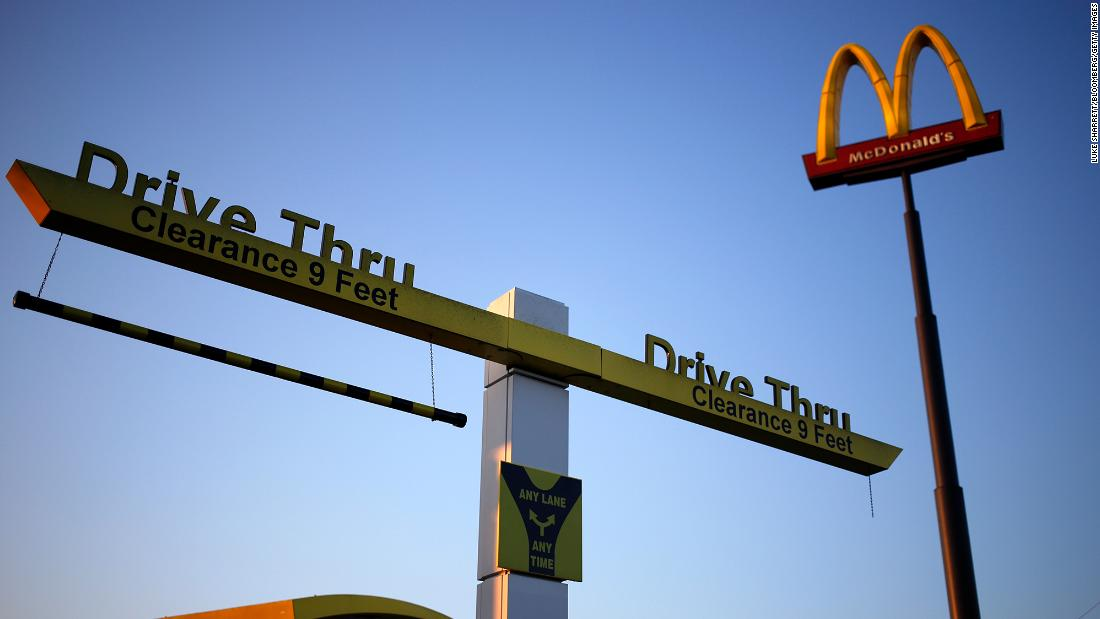 Drive Thru
Clearance 9 Feet
Drive Thru
Clearance 9 Feet
McDonald's
ANY LANE
ANY
TIME
LUKE SHARRETT/BLOOMBERG/GETTY IMAGES